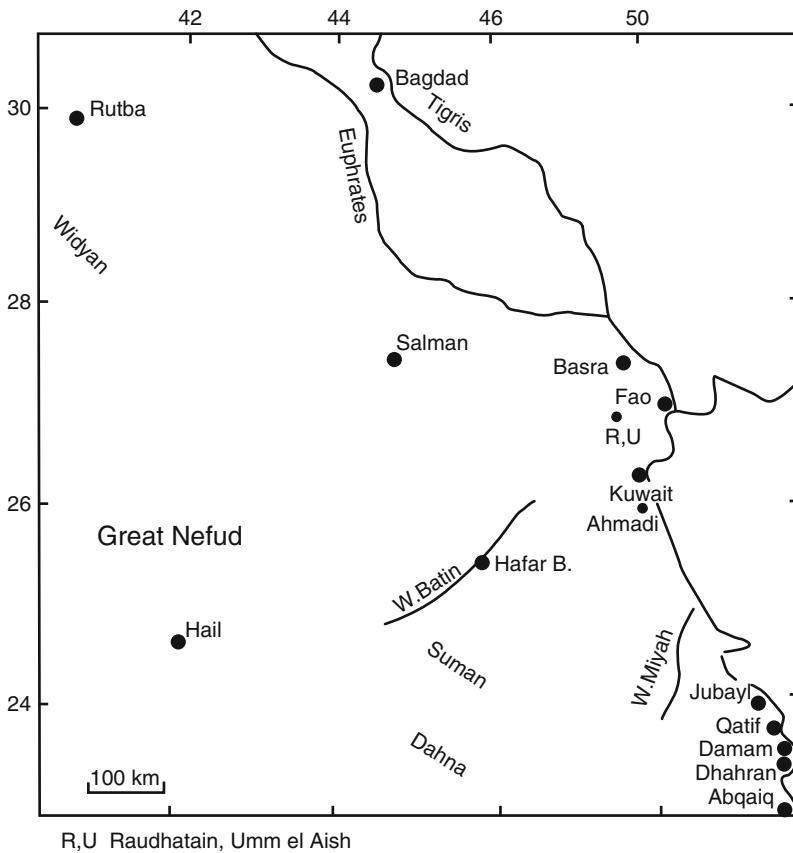 42 44 46 50
Bagdad
Rutba
Tigris
30
Euphrates
Widyan
28
Salman
Basra
Fao
R,U
Kuwait
26
Ahmadi
Great Nefud
Hafar B.
W.Batin
Hail
Suman
W.Miyah
Jubayl
24
Qatif
Dahna
Damam
Dhahran
100 km
Abqaiq
R,U Raudhatain, Umm el Aish